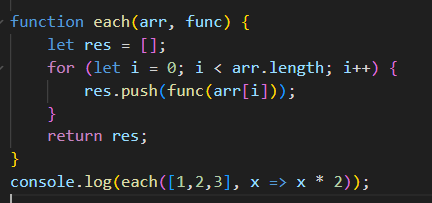 function each(arr, func) {
    let res = [];
    for (let i = 0; i < arr.length; i++) {
        res.push(func(arr[i]));
    }
    return res;
}
console.log(each([1,2,3], x => x * 2));